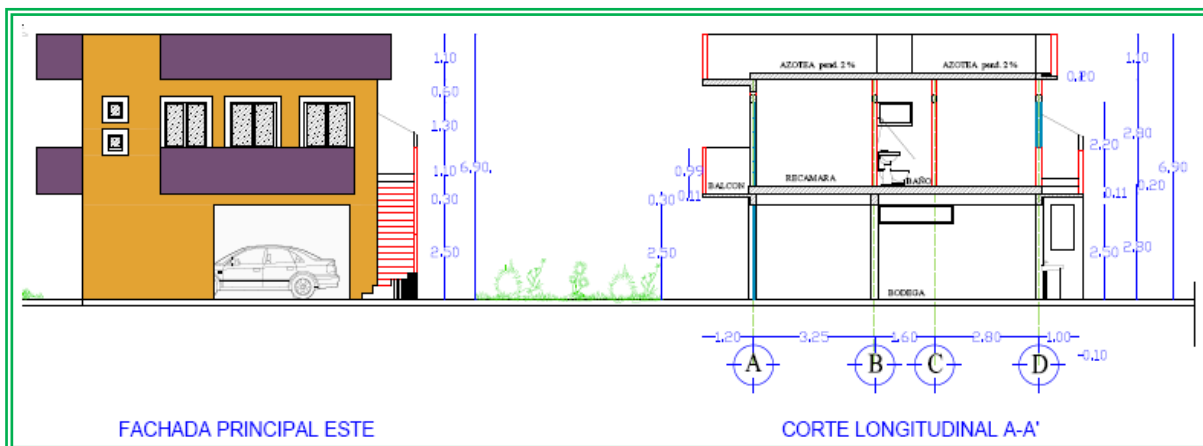 1.10
0.60
1.30
1.10
0.30
2.50
6.90
AZOTEA pend. 2%
AZOTEA pend. 2%
RECAMARA
BAÑO
BALCON
BODEGA
0.99
0.11
0.30
2.50
2.20
0.11
2.50
1.10
2.80
0.20
2.80
6.90
1.20
3.25
1.60
2.80
1.00
0.10
A
B
C
D
FACHADA PRINCIPAL ESTE
CORTE LONGITUDINAL A-A'